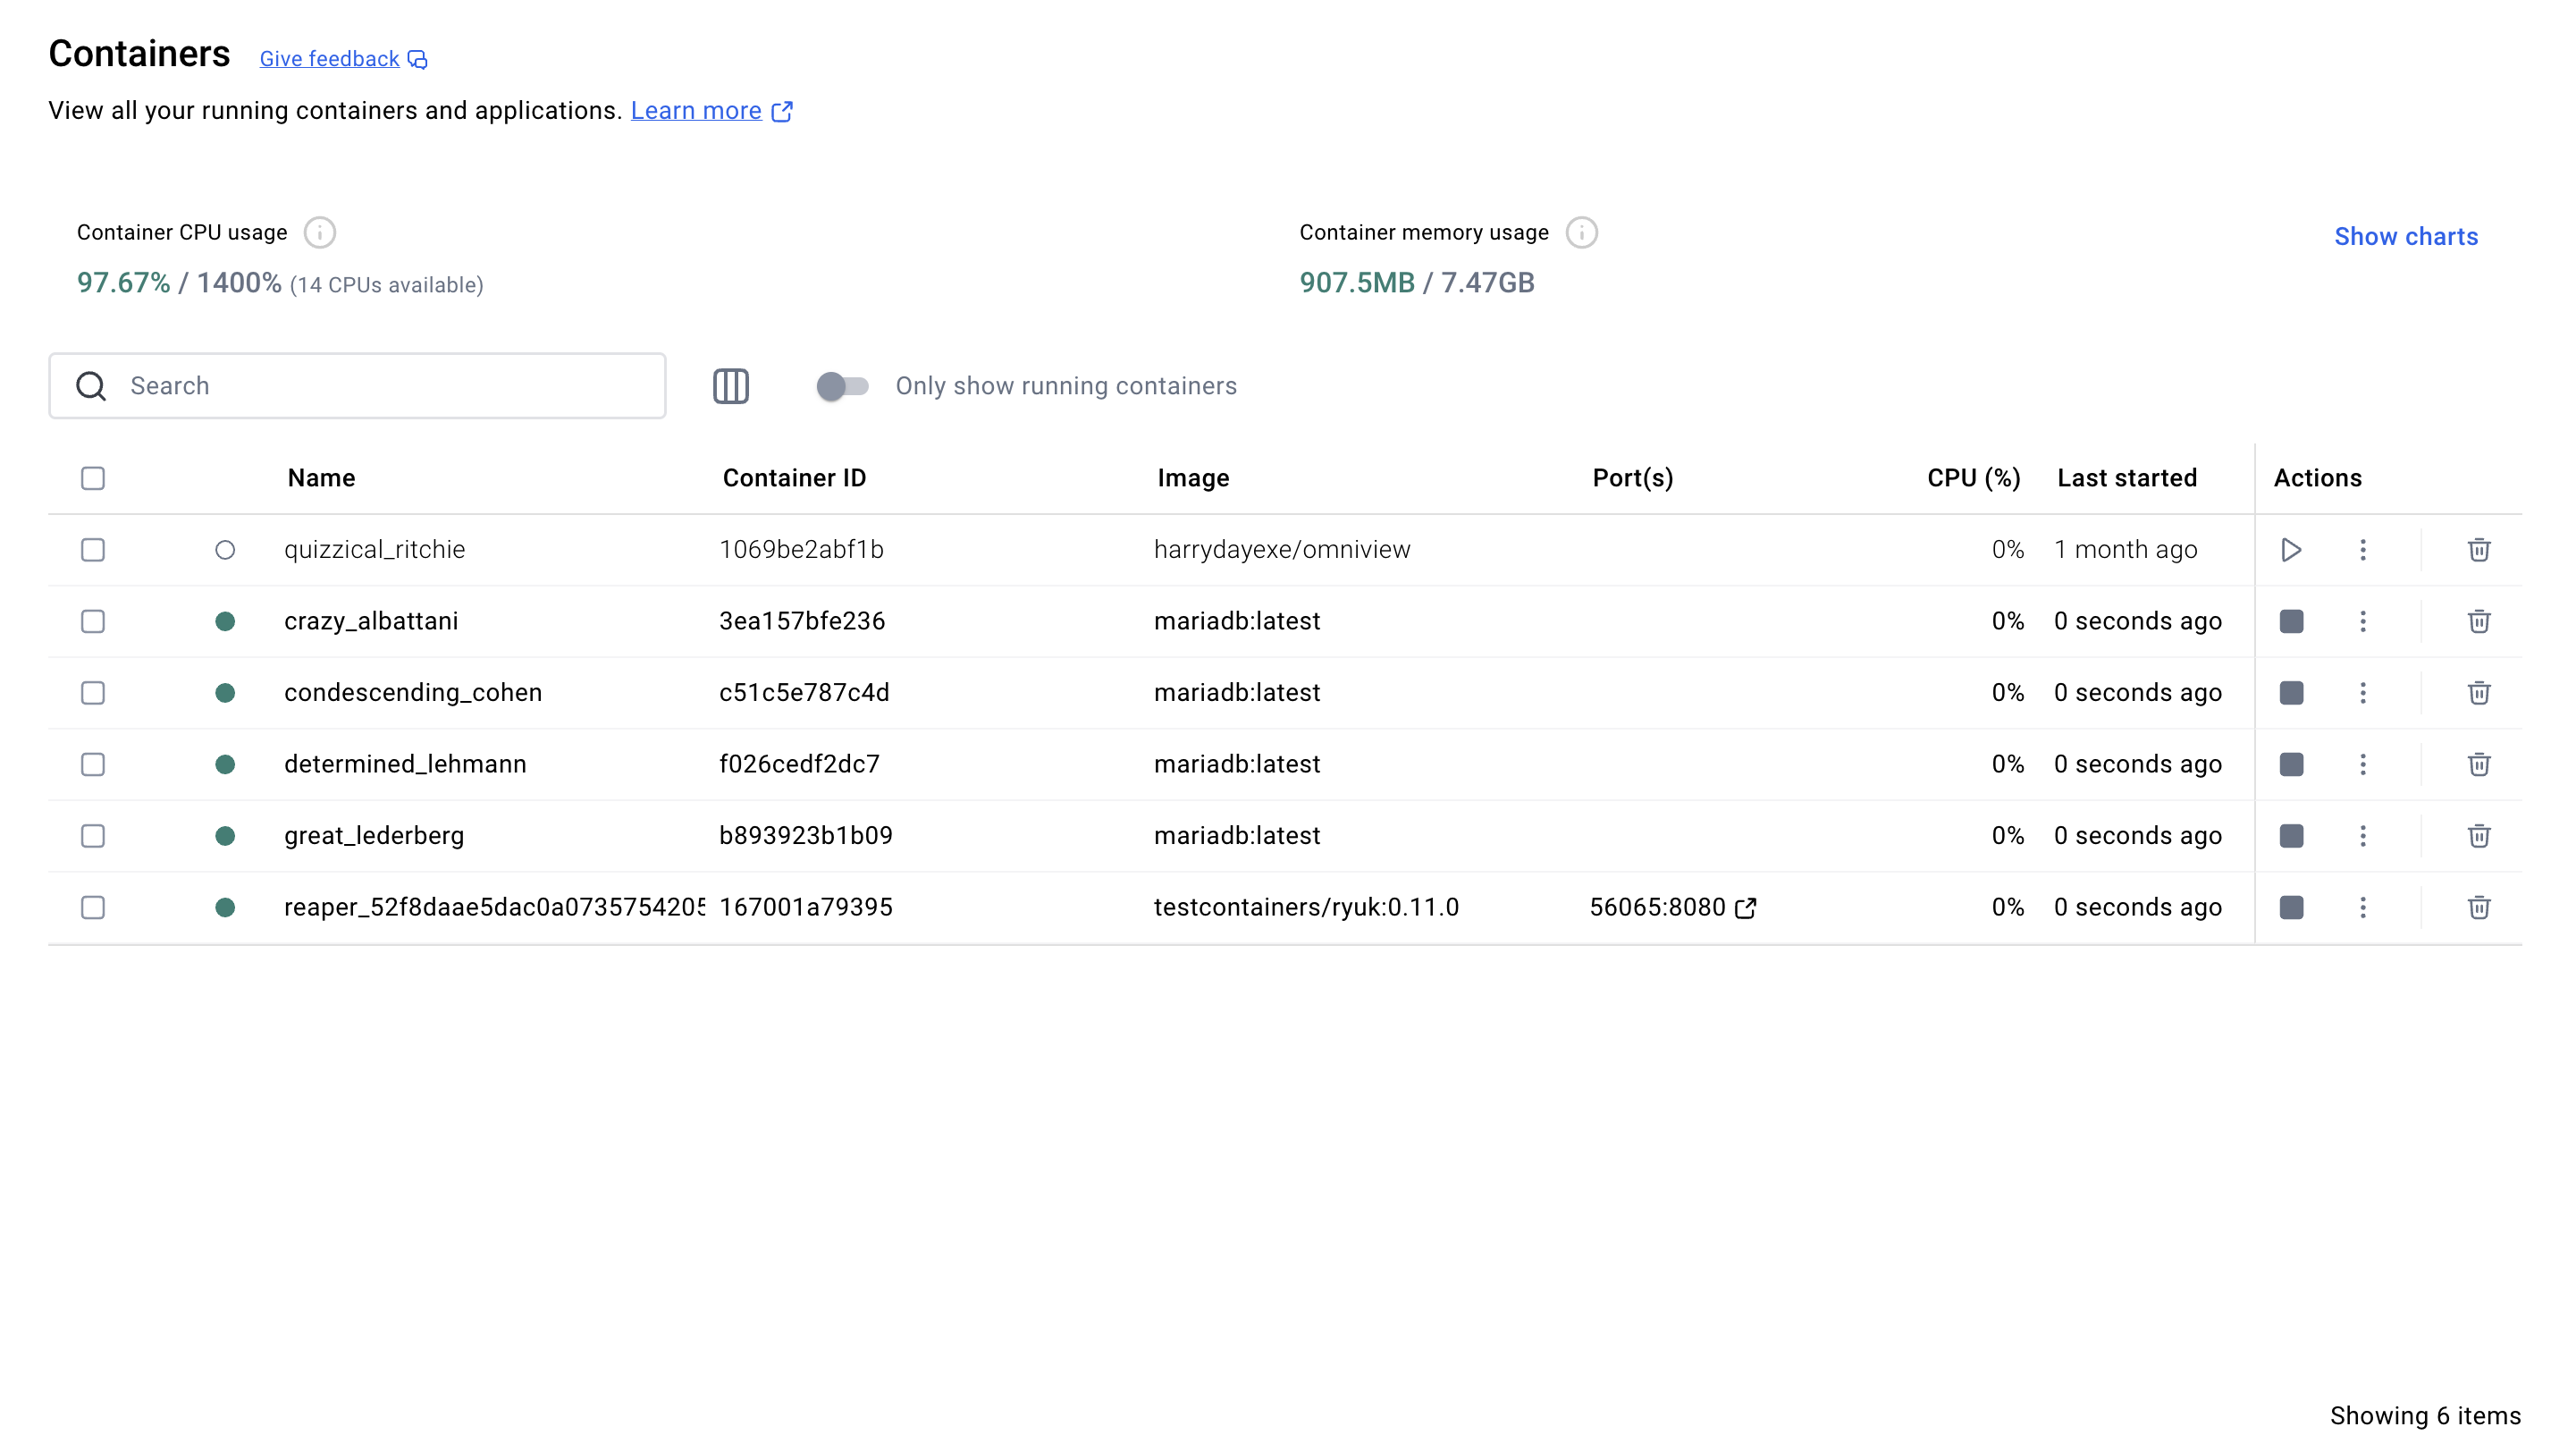 Containers Give feedback
View all your running containers and applications. Learn more
Container CPU usage
97.67% / 1400% (14 CPUs available)
Container memory usage
907.5MB / 7.47GB
Show charts
Search
Only show running containers
Name Container ID Image Port(s) CPU (%) Last started Actions
quizzical_ritchie 1069be2abf1b harrydayexe/omniview 0% 1 month ago
crazy_albattani 3ea157bfe236 mariadb:latest 0% 0 seconds ago
condescending_cohen c51c5e787c4d mariadb:latest 0% 0 seconds ago
determined_lehmann f026cedf2dc7 mariadb:latest 0% 0 seconds ago
great_lederberg b893923b1b09 mariadb:latest 0% 0 seconds ago
reaper_52f8daae5dac0a0735754205 167001a79395 testcontainers/ryuk:0.11.0 56065:8080 0% 0 seconds ago
Showing 6 items